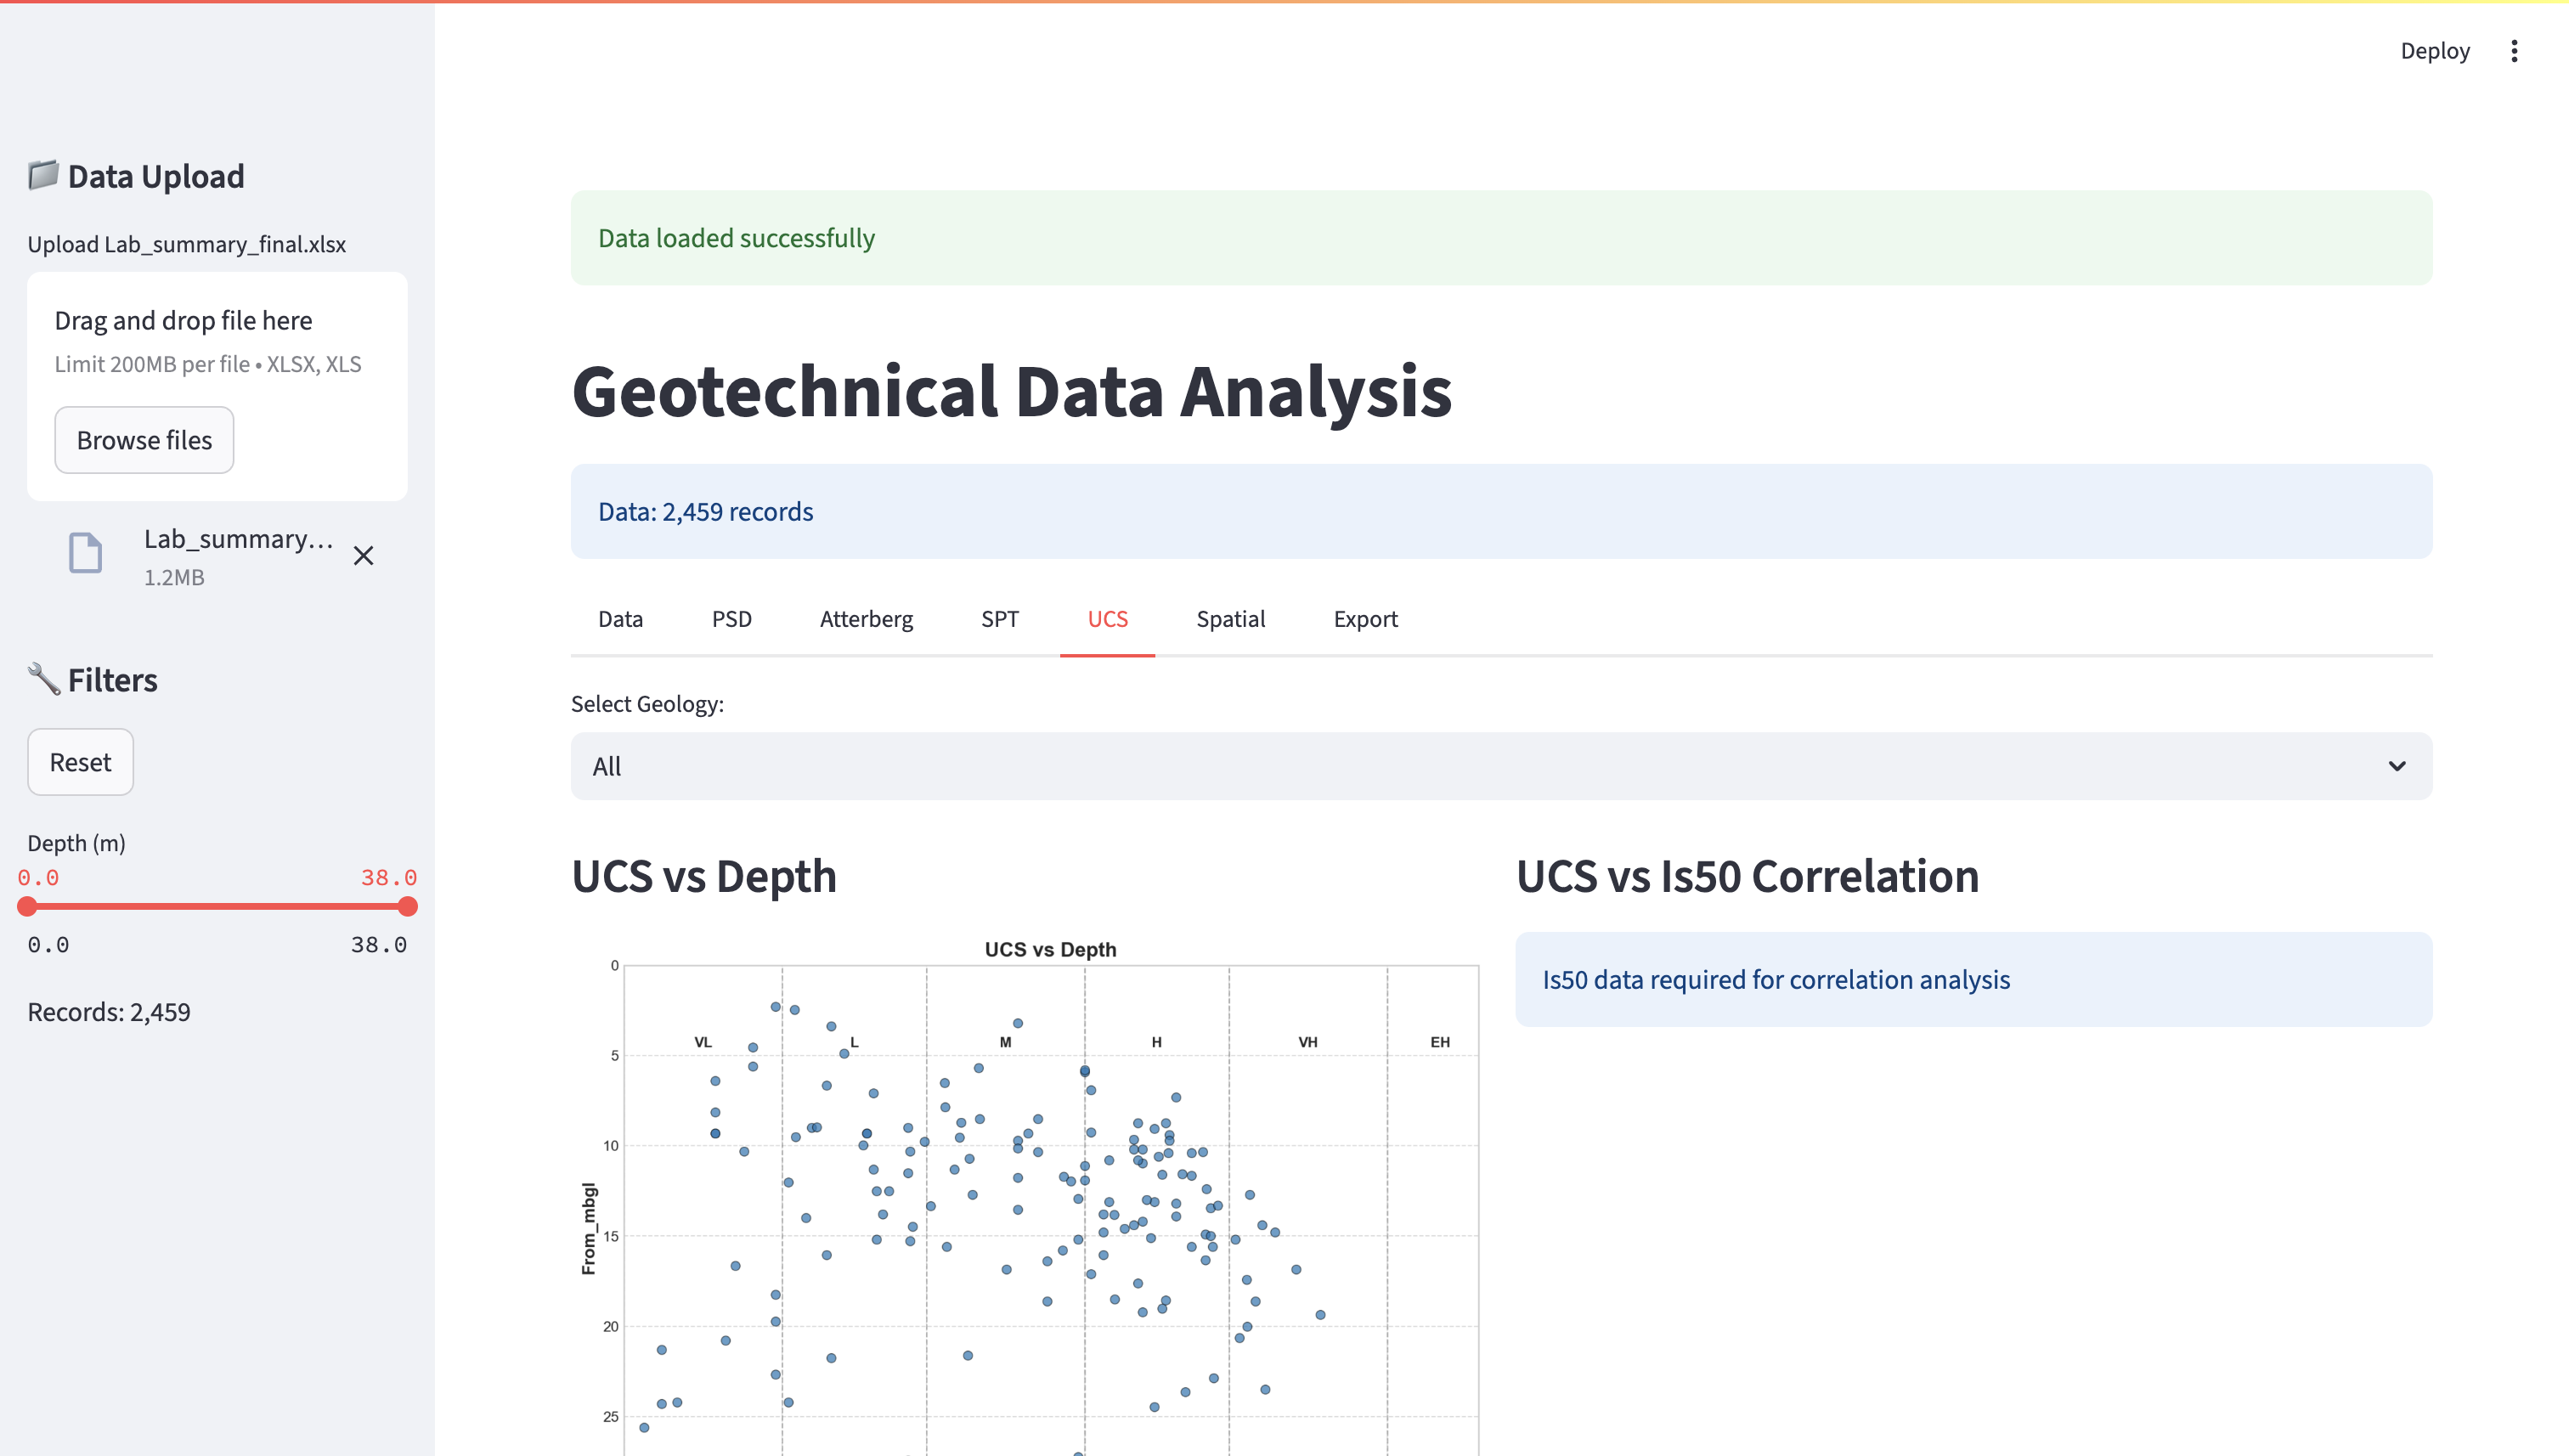 Deploy
Data Upload
Upload Lab_summary_final.xlsx
Drag and drop file here
Limit 200MB per file • XLSX, XLS
Browse files
Lab_summary...
1.2MB
Filters
Reset
Depth (m)
0.0 38.0
0.0 38.0
Records: 2,459
Data loaded successfully
Geotechnical Data Analysis
Data: 2,459 records
Data PSD Atterberg SPT UCS Spatial Export
Select Geology:
All
UCS vs Depth
UCS vs Depth
0
VL L M H VH EH
5
10
From_mbgl
15
20
25
UCS vs Is50 Correlation
Is50 data required for correlation analysis